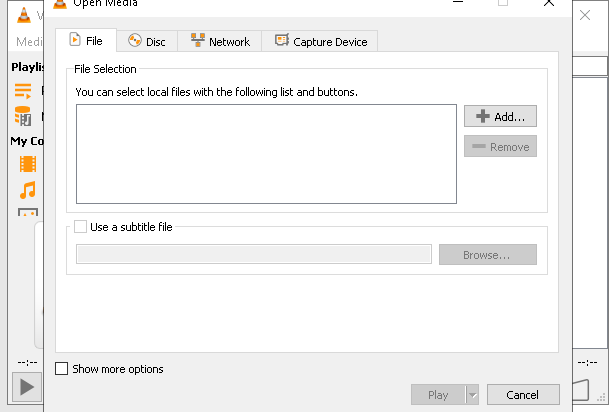 Open Media
Medi
File
Disc
Network
Capture Device
Playlis
My Co
File Selection
You can select local files with the following list and buttons.
Add...
Remove
Use a subtitle file
Browse...
--:--
--:--
Show more options
Play
Cancel